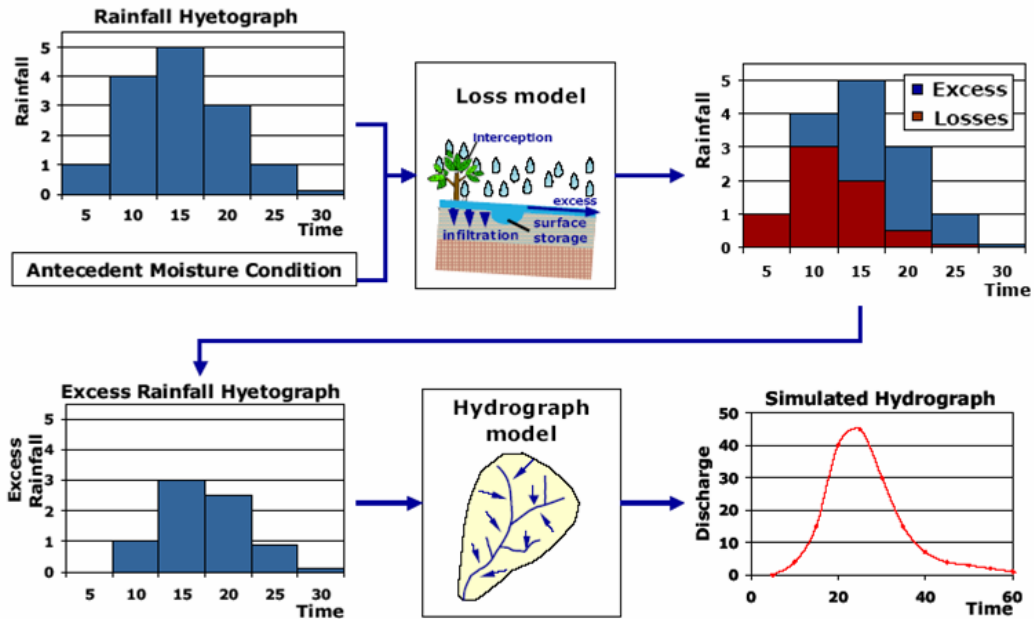 Rainfall Hyetograph
Rainfall
5
4
3
2
1
0
5 10 15 20 25 30
Time
Antecedent Moisture Condition
Loss model
interception
excess
infiltration
surface
storage
Rainfall
5
4
3
2
1
0
Excess
Losses
5 10 15 20 25 30
Time
Excess Rainfall Hyetograph
Excess
Rainfall
5
4
3
2
1
0
5 10 15 20 25 30
Time
Hydrograph
model
Simulated Hydrograph
Discharge
50
40
30
20
10
0
0 20 40 60
Time